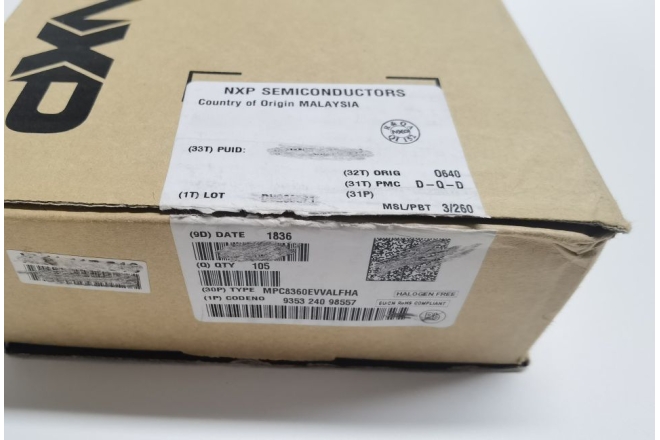 NXP
NXP SEMICONDUCTORS
Country of Origin MALAYSIA
(33T) PUID:
(32T) ORIG 0640
(31T) PMC D-Q-D
(1T) LOT (31P)
MSL/PBT 3/260
(9D) DATE 1836
(Q) QTY 105
(30P) TYPE MPC8360EVVALFHA
HALOGEN FREE
(1P) CODENO 9353 240 98557
EU/CN RoHS COMPLIANT